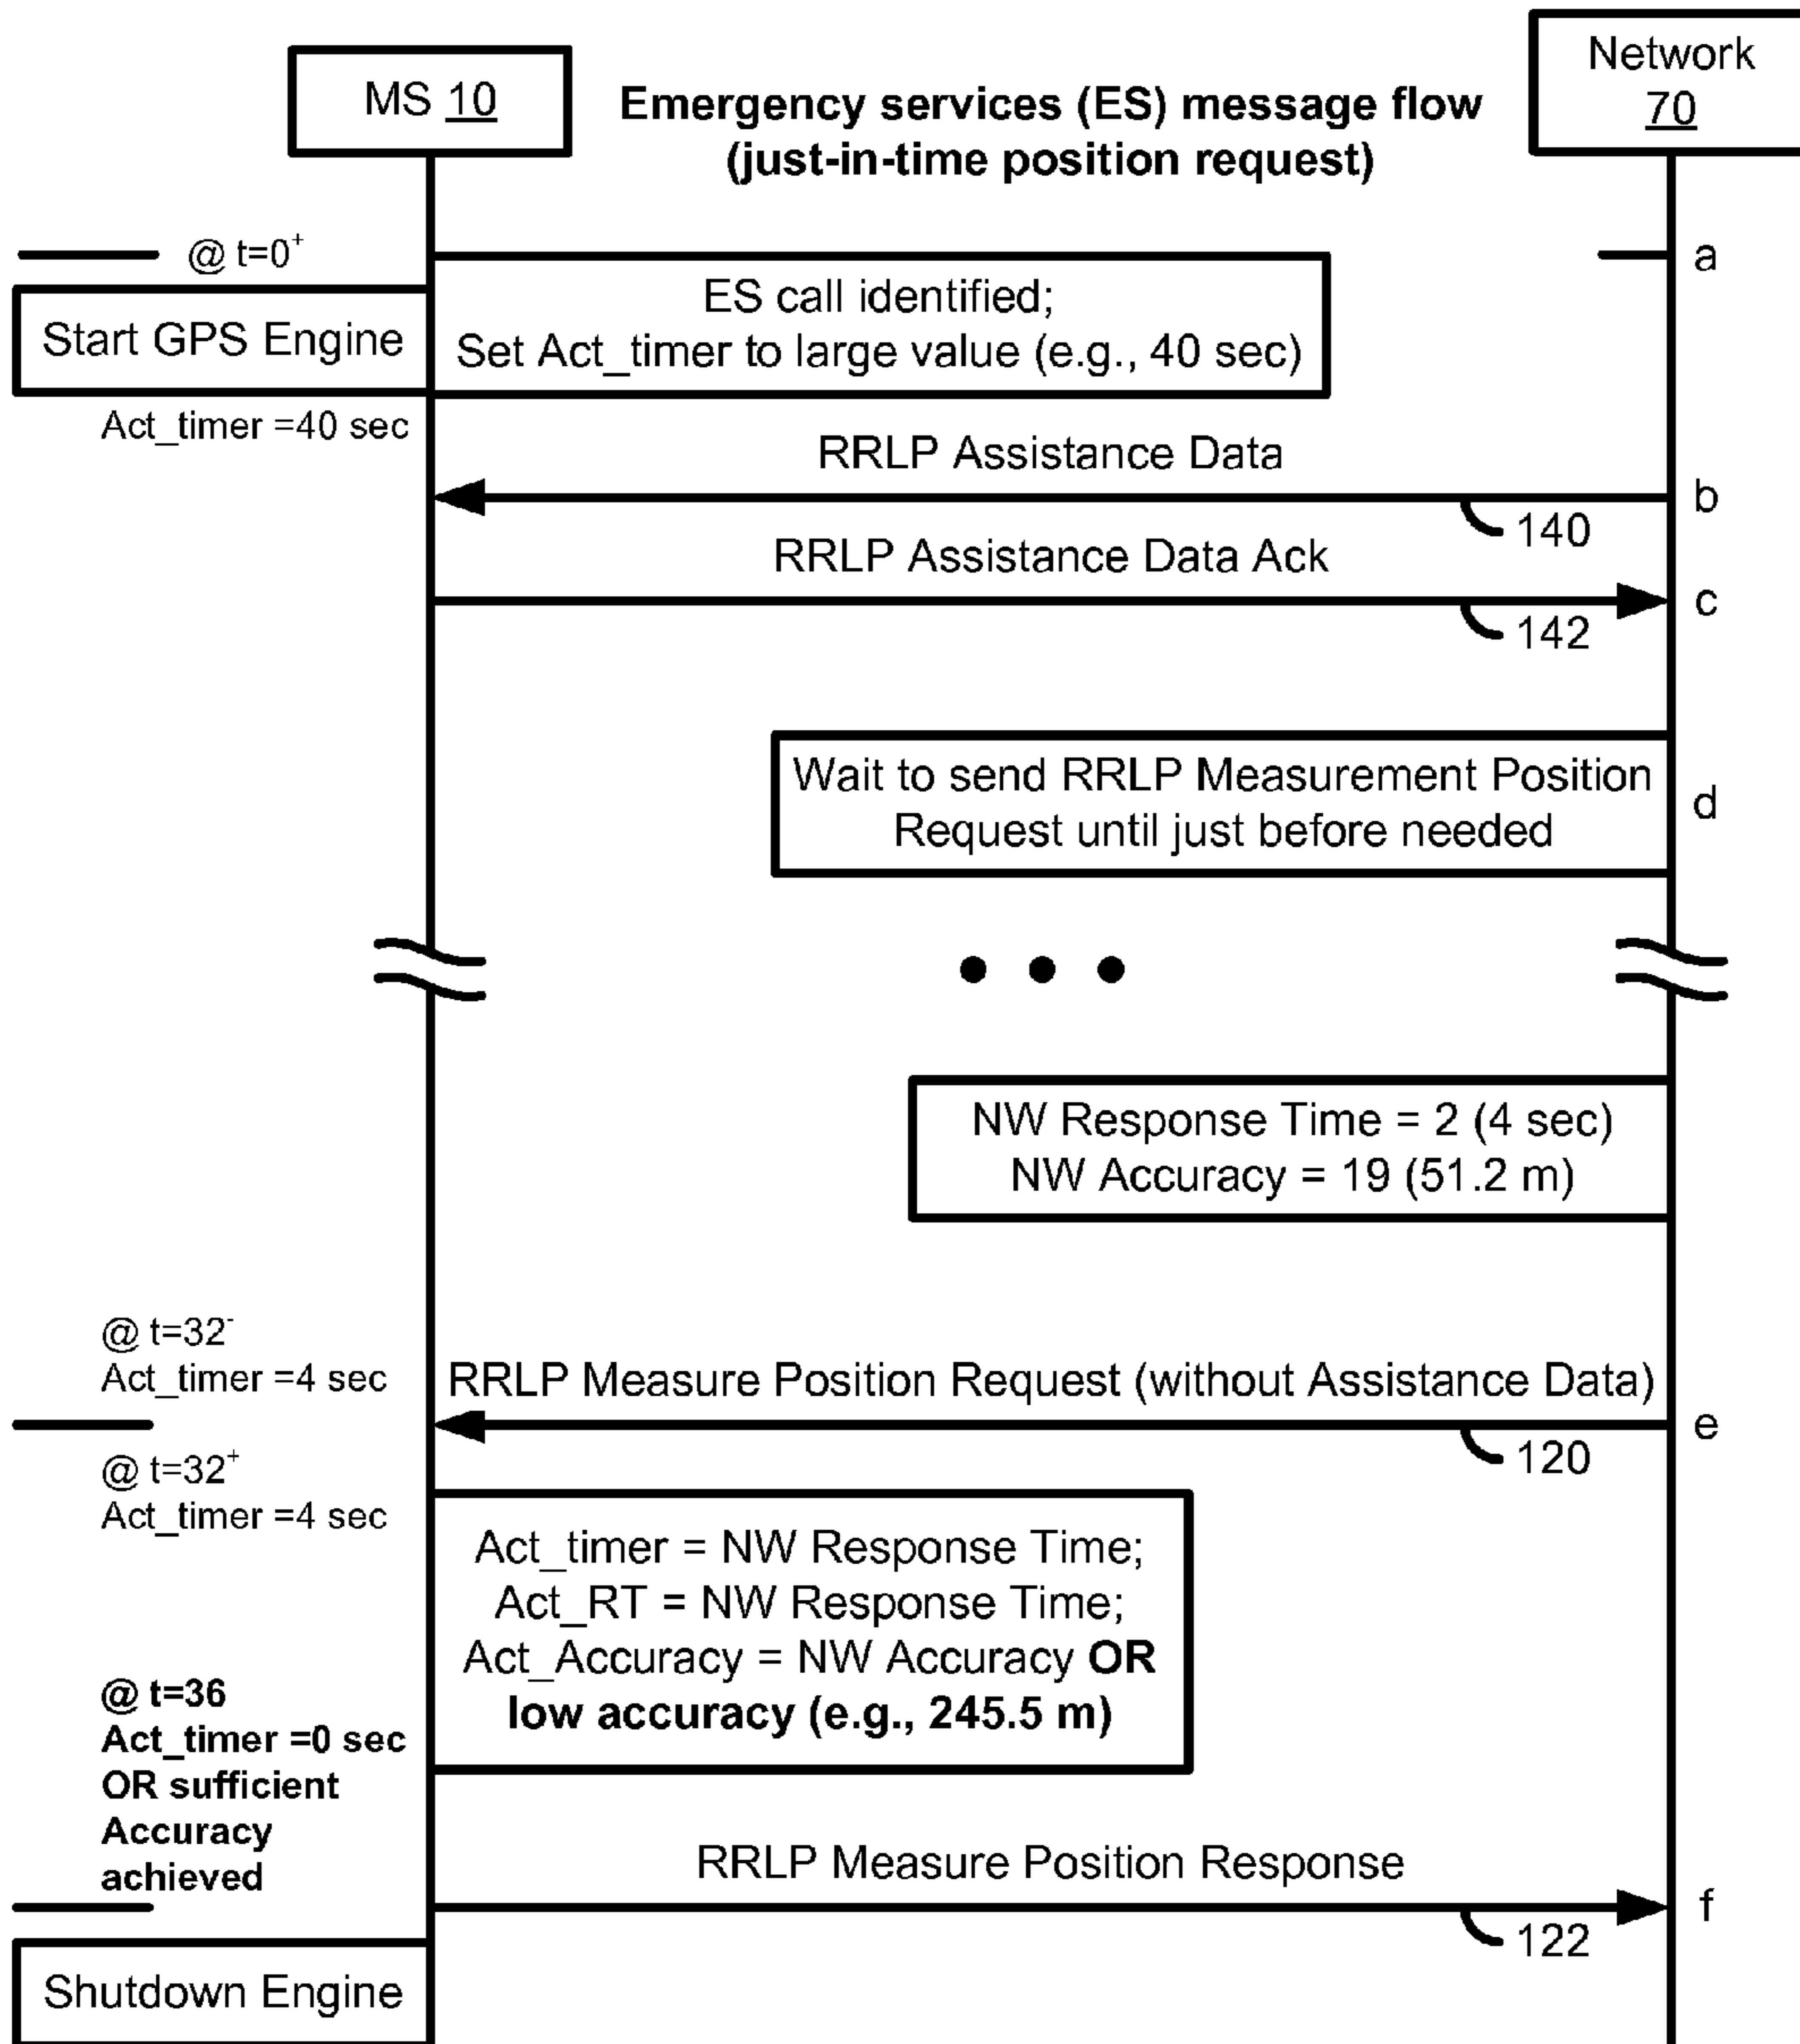 MS 10
Emergency services (ES) message flow
(just-in-time position request)
Network
70
@ t=0+
a
ES call identified;
Set Act_timer to large value (e.g., 40 sec)
Start GPS Engine
Act_timer =40 sec
RRLP Assistance Data
b
140
RRLP Assistance Data Ack
c
142
Wait to send RRLP Measurement Position
Request until just before needed
d
NW Response Time = 2 (4 sec)
NW Accuracy = 19 (51.2 m)
@ t=32-
Act_timer =4 sec
RRLP Measure Position Request (without Assistance Data)
e
120
@ t=32+
Act_timer =4 sec
Act_timer = NW Response Time;
Act_RT = NW Response Time;
Act_Accuracy = NW Accuracy OR
low accuracy (e.g., 245.5 m)
@ t=36
Act_timer =0 sec
OR sufficient
Accuracy
achieved
RRLP Measure Position Response
f
122
Shutdown Engine